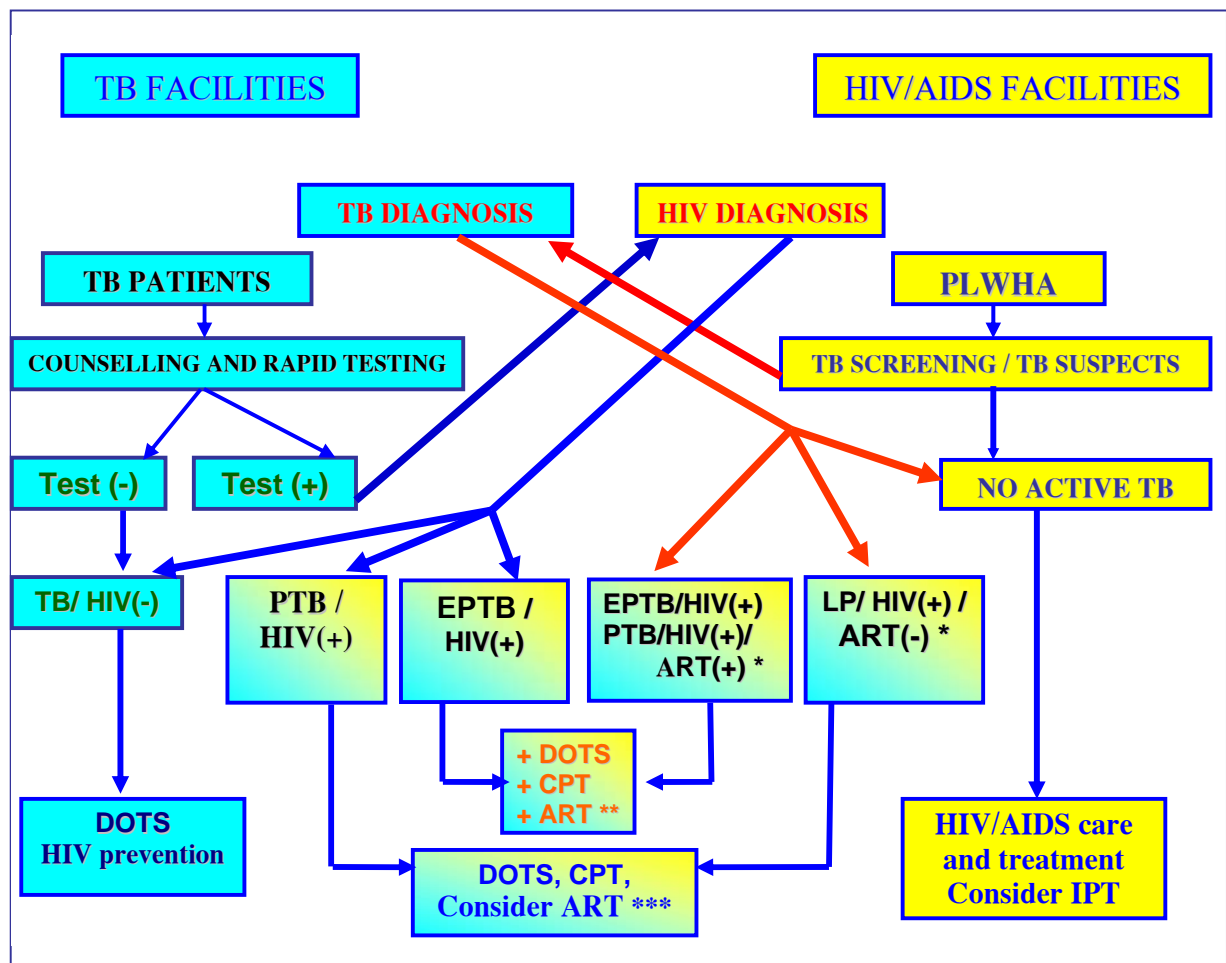 TB FACILITIES
HIV/AIDS FACILITIES
TB DIAGNOSIS
HIV DIAGNOSIS
TB PATIENTS
PLWHA
COUNSELLING AND RAPID TESTING
TB SCREENING / TB SUSPECTS
Test (-)
Test (+)
NO ACTIVE TB
TB/ HIV(-)
PTB /
HIV(+)
EPTB /
HIV(+)
EPTB/HIV(+)
PTB/HIV(+)/
ART(+) *
LP/ HIV(+) /
ART(-) *
+ DOTS
+ CPT
+ ART **
DOTS
HIV prevention
DOTS, CPT,
Consider ART ***
HIV/AIDS care
and treatment
Consider IPT